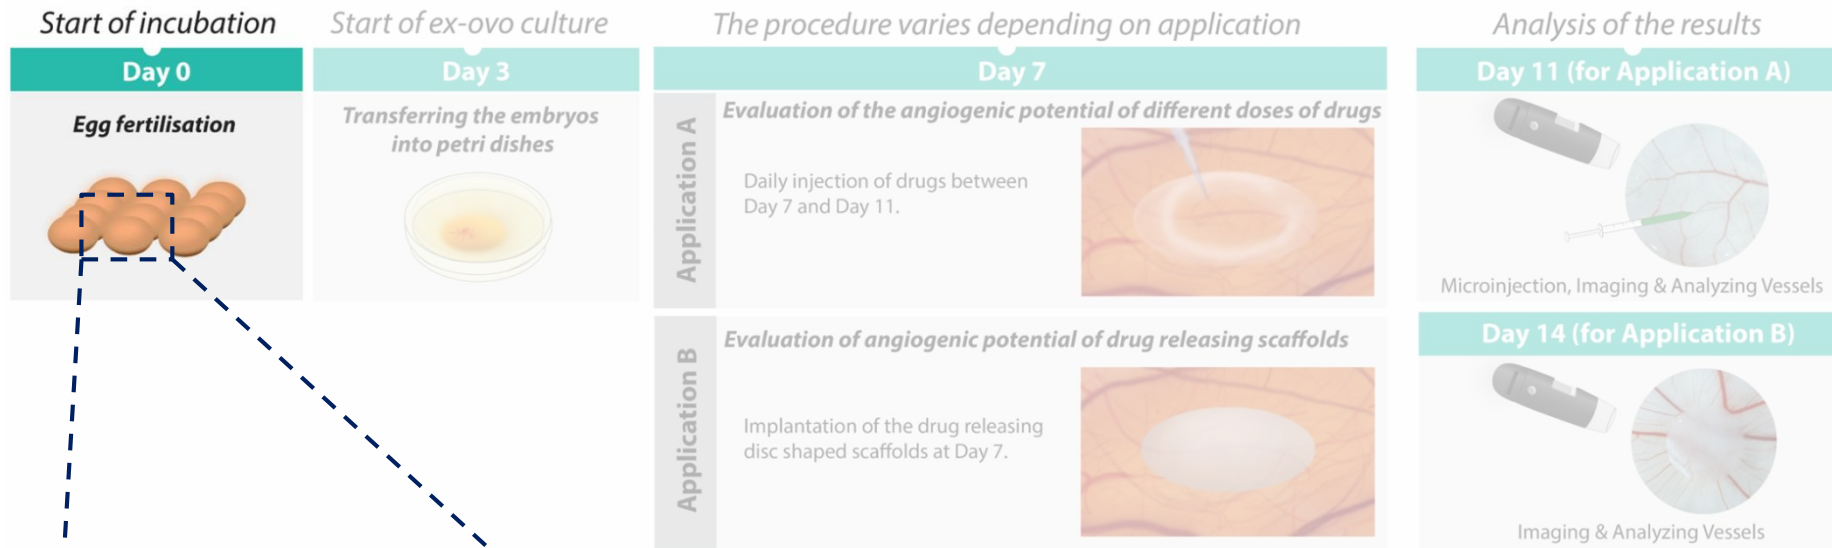 Start of incubation
Day 0
Egg fertilisation
Start of ex-ovo culture
Day 3
Transferring the embryos
into petri dishes
The procedure varies depending on application
Day 7
Application A
Evaluation of the angiogenic potential of different doses of drugs
Daily injection of drugs between
Day 7 and Day 11.
Application B
Evaluation of angiogenic potential of drug releasing scaffolds
Implantation of the drug releasing
disc shaped scaffolds at Day 7.
Analysis of the results
Day 11 (for Application A)
Microinjection, Imaging & Analyzing Vessels
Day 14 (for Application B)
Imaging & Analyzing Vessels